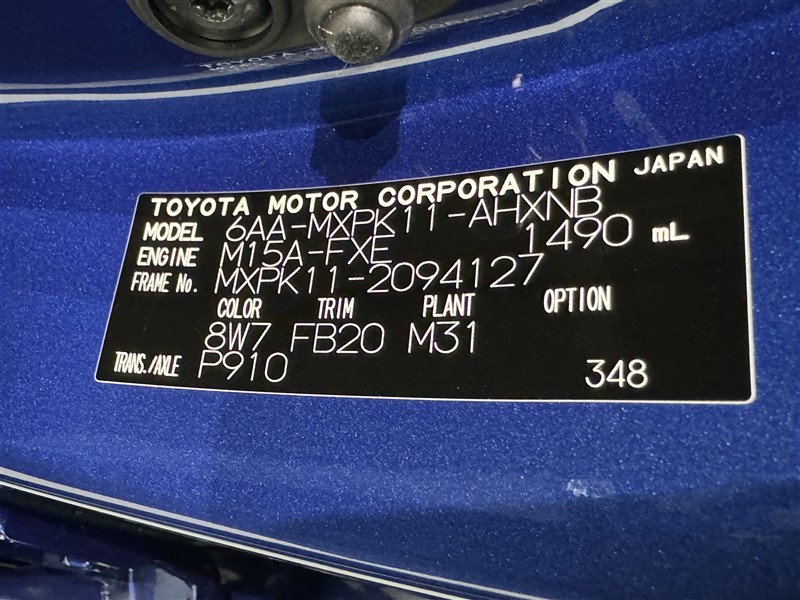 TOYOTA
TOYOTA MOTOR CORPORATION JAPAN
MODEL 6AA-MXPK11-AHXNB
ENGINE M15A-FXE 1490 mL
FRAME No. MXPK11-2094127
COLOR TRIM PLANT OPTION
8W7 FB20 M31
TRANS./AXLE P910 348